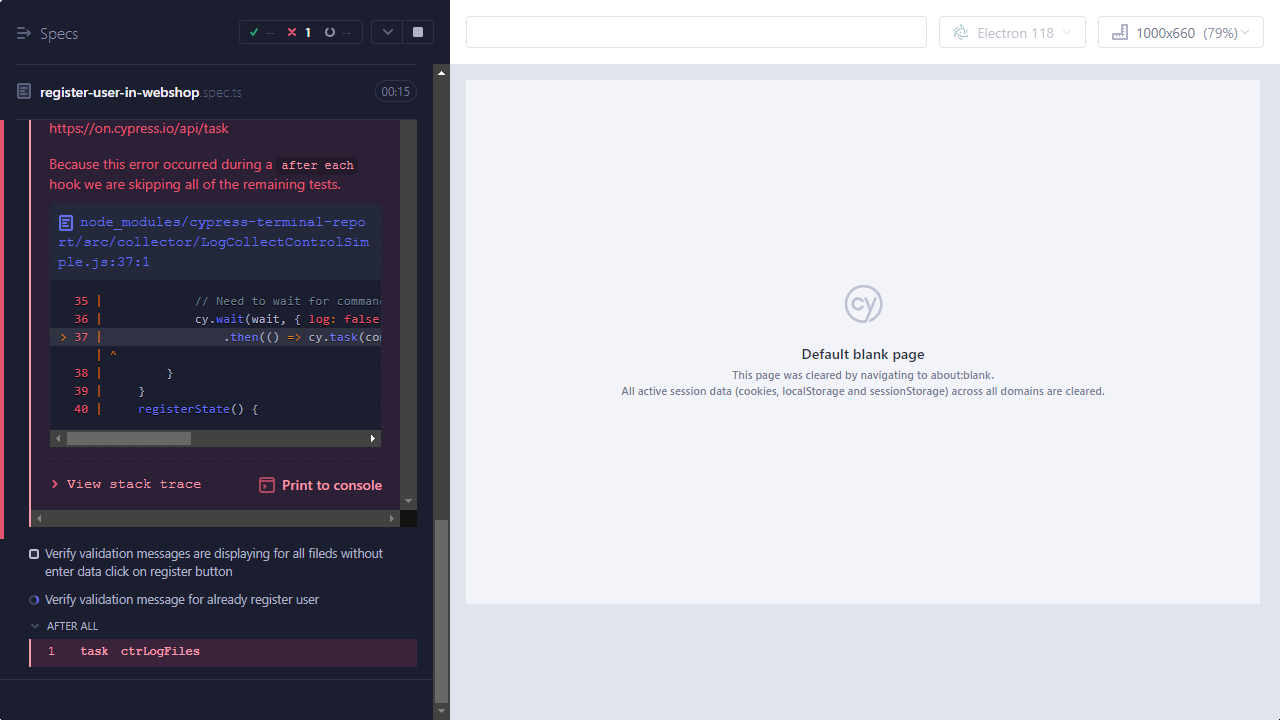 Specs
-- 1 --
Electron 118
1000x660 (79%)
register-user-in-webshop.spec.ts
00:15
https://on.cypress.io/api/task
Because this error occurred during a after each
hook we are skipping all of the remaining tests.
node_modules/cypress-terminal-repo
rt/src/collector/LogCollectControlSim
ple.js:37:1
35 | // Need to wait for comman
36 | cy.wait(wait, { log: false
> 37 | .then(() => cy.task(co
| ^
38 | }
39 | }
40 | registerState() {
View stack trace
Print to console
Verify validation messages are displaying for all fileds without
enter data click on register button
Verify validation message for already register user
AFTER ALL
1 task ctrLogFiles
cy
Default blank page
This page was cleared by navigating to about:blank.
All active session data (cookies, localStorage and sessionStorage) across all domains are cleared.